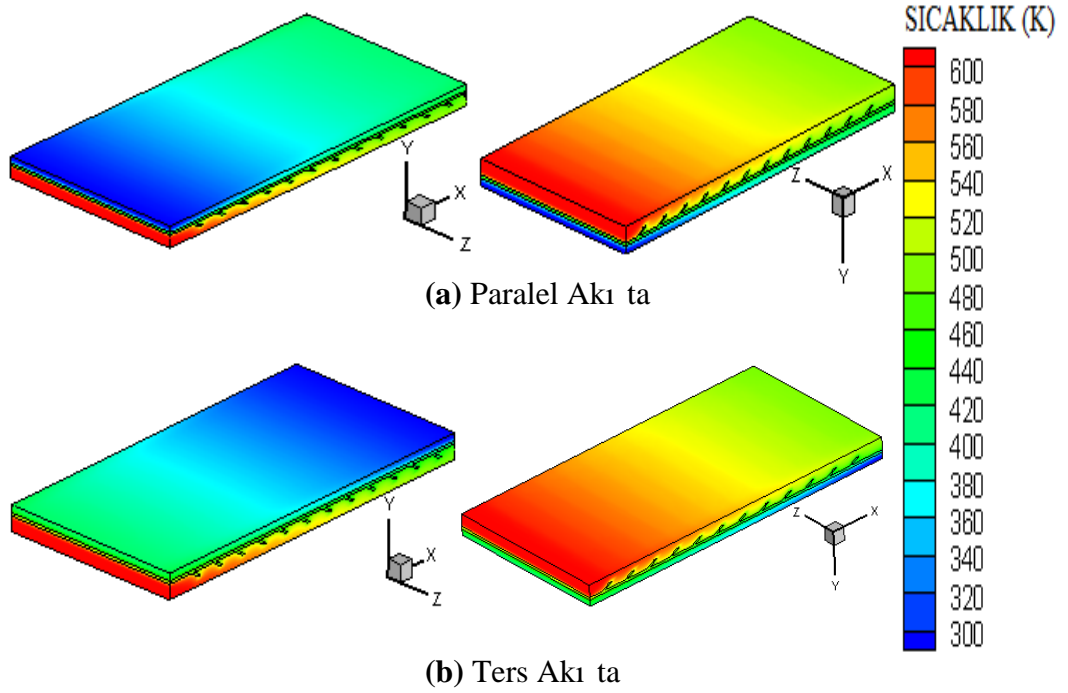 SICAKLIK (K)
600
580
560
540
520
500
480
460
440
420
400
380
360
340
320
300
Y
X
Z
Z
X
Y
(a) Paralel Akı ta
Y
X
Z
Z
X
Y
(b) Ters Akı ta